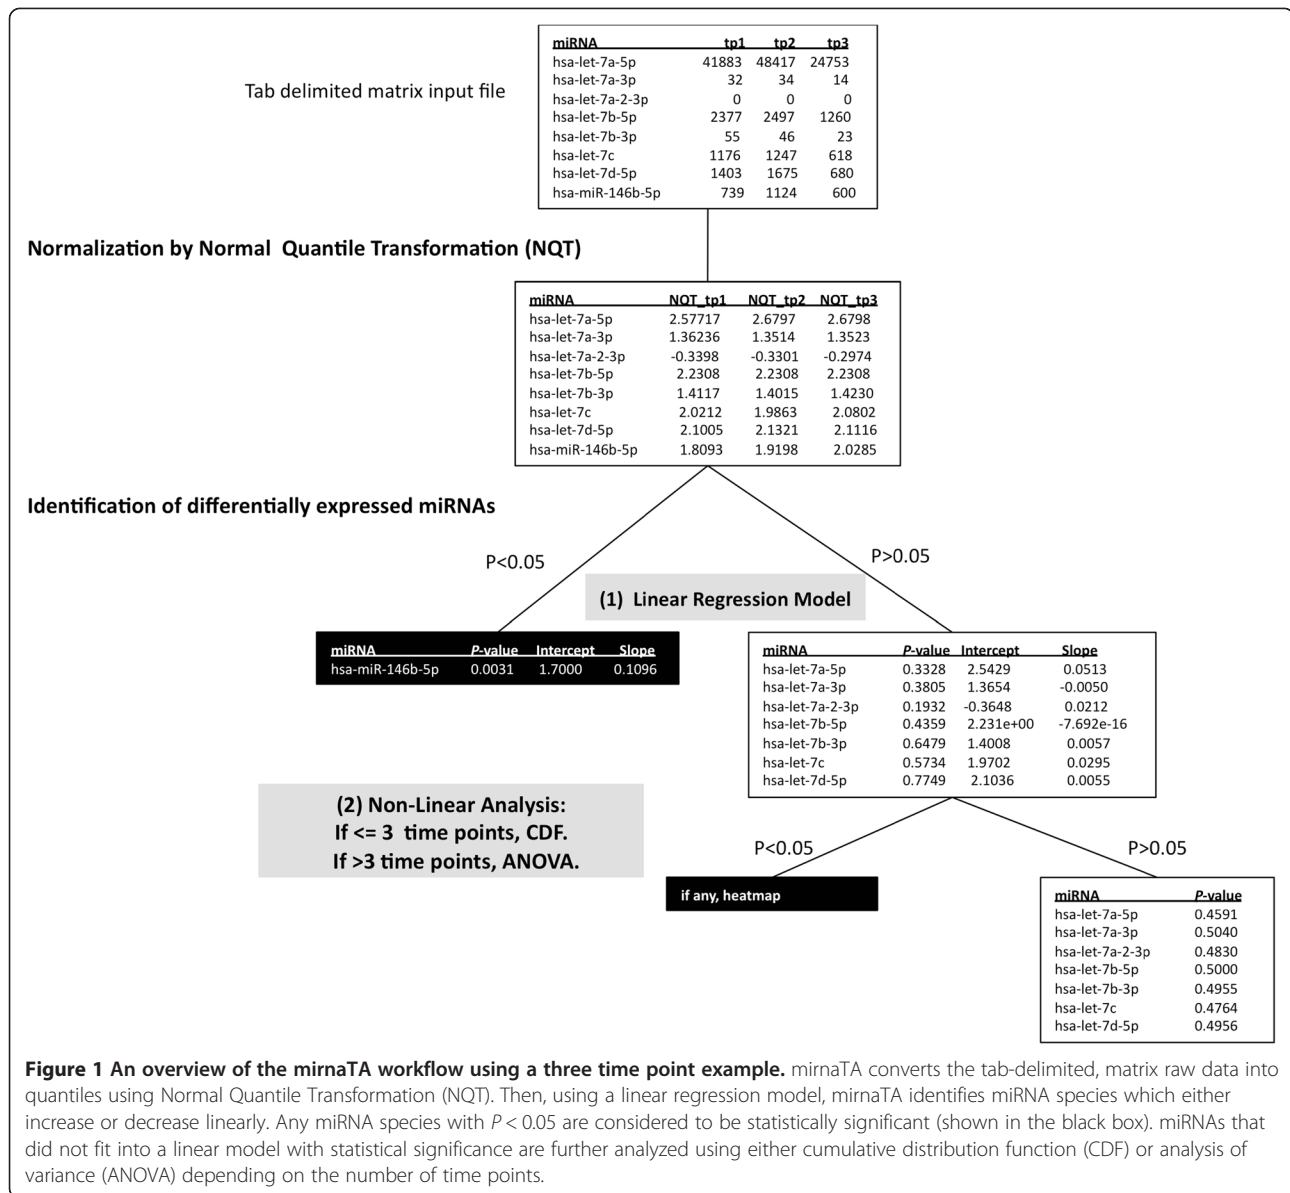 miRNA tp1 tp2 tp3
hsa-let-7a-5p 41883 48417 24753
Tab delimited matrix input file
hsa-let-7a-3p 32 34 14
hsa-let-7a-2-3p 0 0 0
hsa-let-7b-5p 2377 2497 1260
hsa-let-7b-3p 55 46 23
hsa-let-7c 1176 1247 618
hsa-let-7d-5p 1403 1675 680
hsa-miR-146b-5p 739 1124 600
Normalization by Normal Quantile Transformation (NQT)
miRNA NQT_tp1 NQT_tp2 NQT_tp3
hsa-let-7a-5p 2.57717 2.6797 2.6798
hsa-let-7a-3p 1.36236 1.3514 1.3523
hsa-let-7a-2-3p -0.3398 -0.3301 -0.2974
hsa-let-7b-5p 2.2308 2.2308 2.2308
hsa-let-7b-3p 1.4117 1.4015 1.4230
hsa-let-7c 2.0212 1.9863 2.0802
hsa-let-7d-5p 2.1005 2.1321 2.1116
hsa-miR-146b-5p 1.8093 1.9198 2.0285
Identification of differentially expressed miRNAs
P<0.05
P>0.05
(1) Linear Regression Model
miRNA P-value Intercept Slope
hsa-miR-146b-5p 0.0031 1.7000 0.1096
miRNA P-value Intercept Slope
hsa-let-7a-5p 0.3328 2.5429 0.0513
hsa-let-7a-3p 0.3805 1.3654 -0.0050
hsa-let-7a-2-3p 0.1932 -0.3648 0.0212
hsa-let-7b-5p 0.4359 2.231e+00 -7.692e-16
hsa-let-7b-3p 0.6479 1.4008 0.0057
hsa-let-7c 0.5734 1.9702 0.0295
hsa-let-7d-5p 0.7749 2.1036 0.0055
(2) Non-Linear Analysis:
If <= 3 time points, CDF.
If >3 time points, ANOVA.
P<0.05
P>0.05
if any, heatmap
miRNA P-value
hsa-let-7a-5p 0.4591
hsa-let-7a-3p 0.5040
hsa-let-7a-2-3p 0.4830
hsa-let-7b-5p 0.5000
hsa-let-7b-3p 0.4955
hsa-let-7c 0.4764
hsa-let-7d-5p 0.4956
Figure 1 An overview of the mirnaTA workflow using a three time point example. mirnaTA converts the tab-delimited, matrix raw data into
quantiles using Normal Quantile Transformation (NQT). Then, using a linear regression model, mirnaTA identifies miRNA species which either
increase or decrease linearly. Any miRNA species with P < 0.05 are considered to be statistically significant (shown in the black box). miRNAs that
did not fit into a linear model with statistical significance are further analyzed using either cumulative distribution function (CDF) or analysis of
variance (ANOVA) depending on the number of time points.